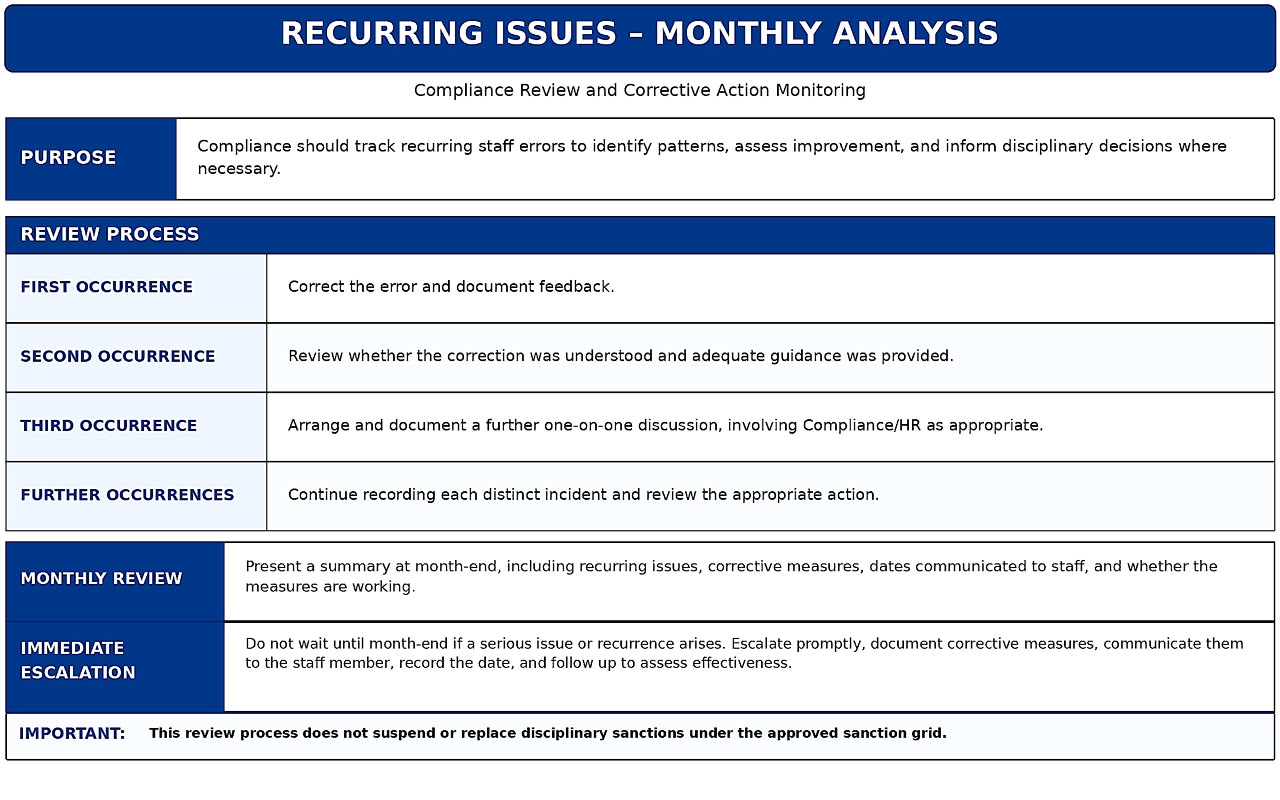 RECURRING ISSUES – MONTHLY ANALYSIS
Compliance Review and Corrective Action Monitoring
PURPOSE
Compliance should track recurring staff errors to identify patterns, assess improvement, and inform disciplinary decisions where
necessary.
REVIEW PROCESS
FIRST OCCURRENCE
Correct the error and document feedback.
SECOND OCCURRENCE
Review whether the correction was understood and adequate guidance was provided.
THIRD OCCURRENCE
Arrange and document a further one-on-one discussion, involving Compliance/HR as appropriate.
FURTHER OCCURRENCES
Continue recording each distinct incident and review the appropriate action.
MONTHLY REVIEW
Present a summary at month-end, including recurring issues, corrective measures, dates communicated to staff, and whether the
measures are working.
IMMEDIATE
ESCALATION
Do not wait until month-end if a serious issue or recurrence arises. Escalate promptly, document corrective measures, communicate them
to the staff member, record the date, and follow up to assess effectiveness.
IMPORTANT: This review process does not suspend or replace disciplinary sanctions under the approved sanction grid.